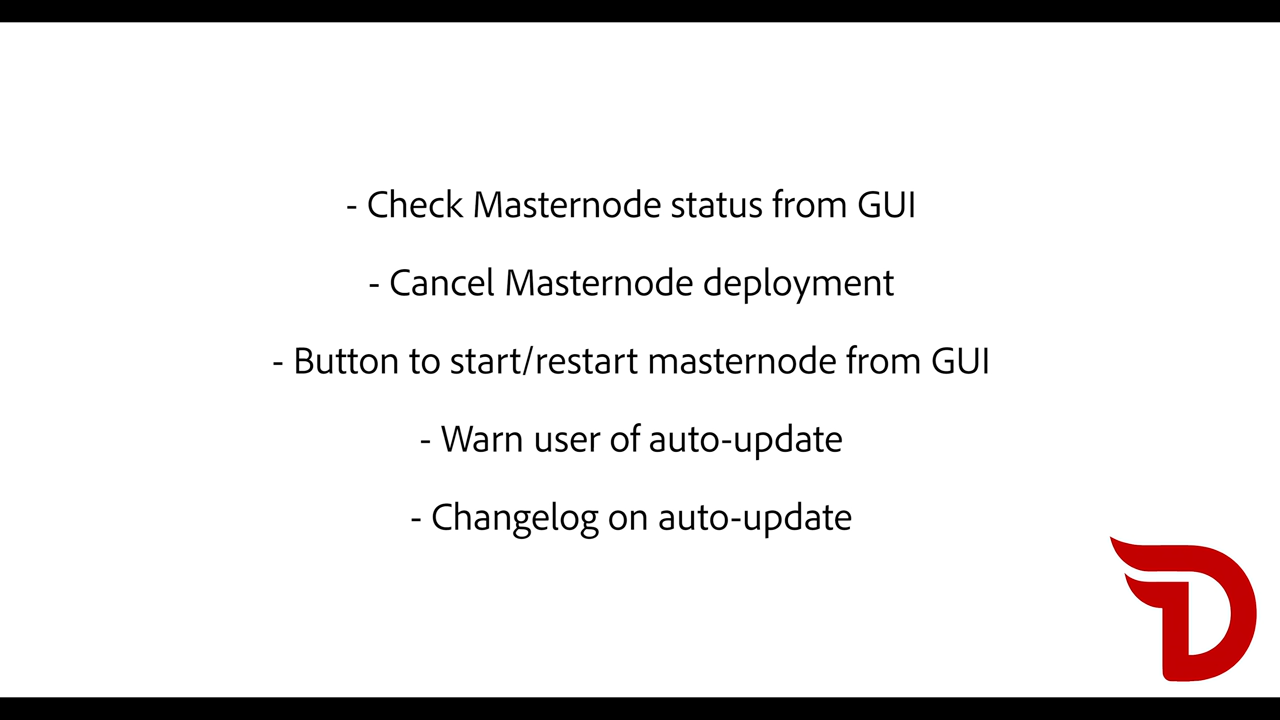 - Check Masternode status from GUI
- Cancel Masternode deployment
- Button to start/restart masternode from GUI
- Warn user of auto-update
- Changelog on auto-update